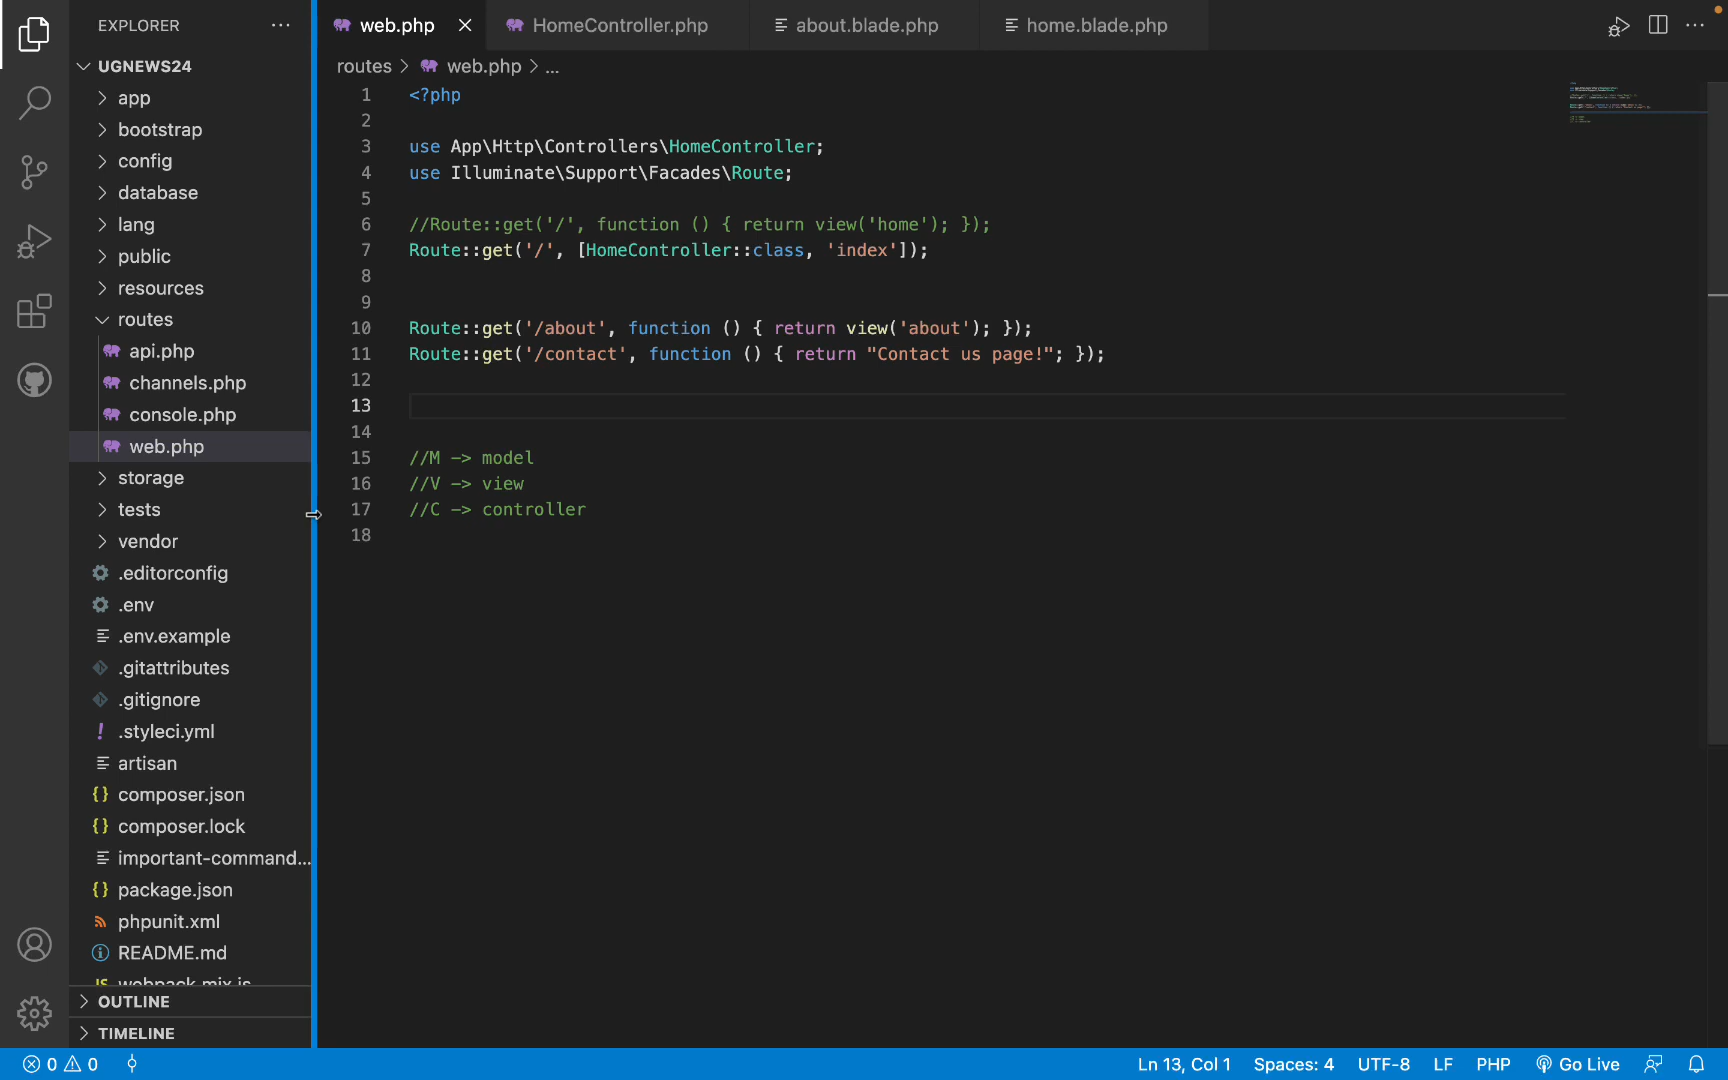 EXPLORER
UGNEWS24
app
bootstrap
config
database
lang
public
resources
routes
api.php
channels.php
console.php
web.php
storage
tests
vendor
.editorconfig
.env
.env.example
.gitattributes
.gitignore
.styleci.yml
artisan
composer.json
composer.lock
important-command...
package.json
phpunit.xml
README.md
webpack.mix.js
OUTLINE
TIMELINE
web.php HomeController.php about.blade.php home.blade.php
routes > web.php > ...
1 <?php
2
3 use App\Http\Controllers\HomeController;
4 use Illuminate\Support\Facades\Route;
5
6 //Route::get('/', function () { return view('home'); });
7 Route::get('/', [HomeController::class, 'index']);
8
9
10 Route::get('/about', function () { return view('about'); });
11 Route::get('/contact', function () { return "Contact us page!"; });
12
13
14
15 //M -> model
16 //V -> view
17 //C -> controller
18
0 0 Ln 13, Col 1 Spaces: 4 UTF-8 LF PHP Go Live